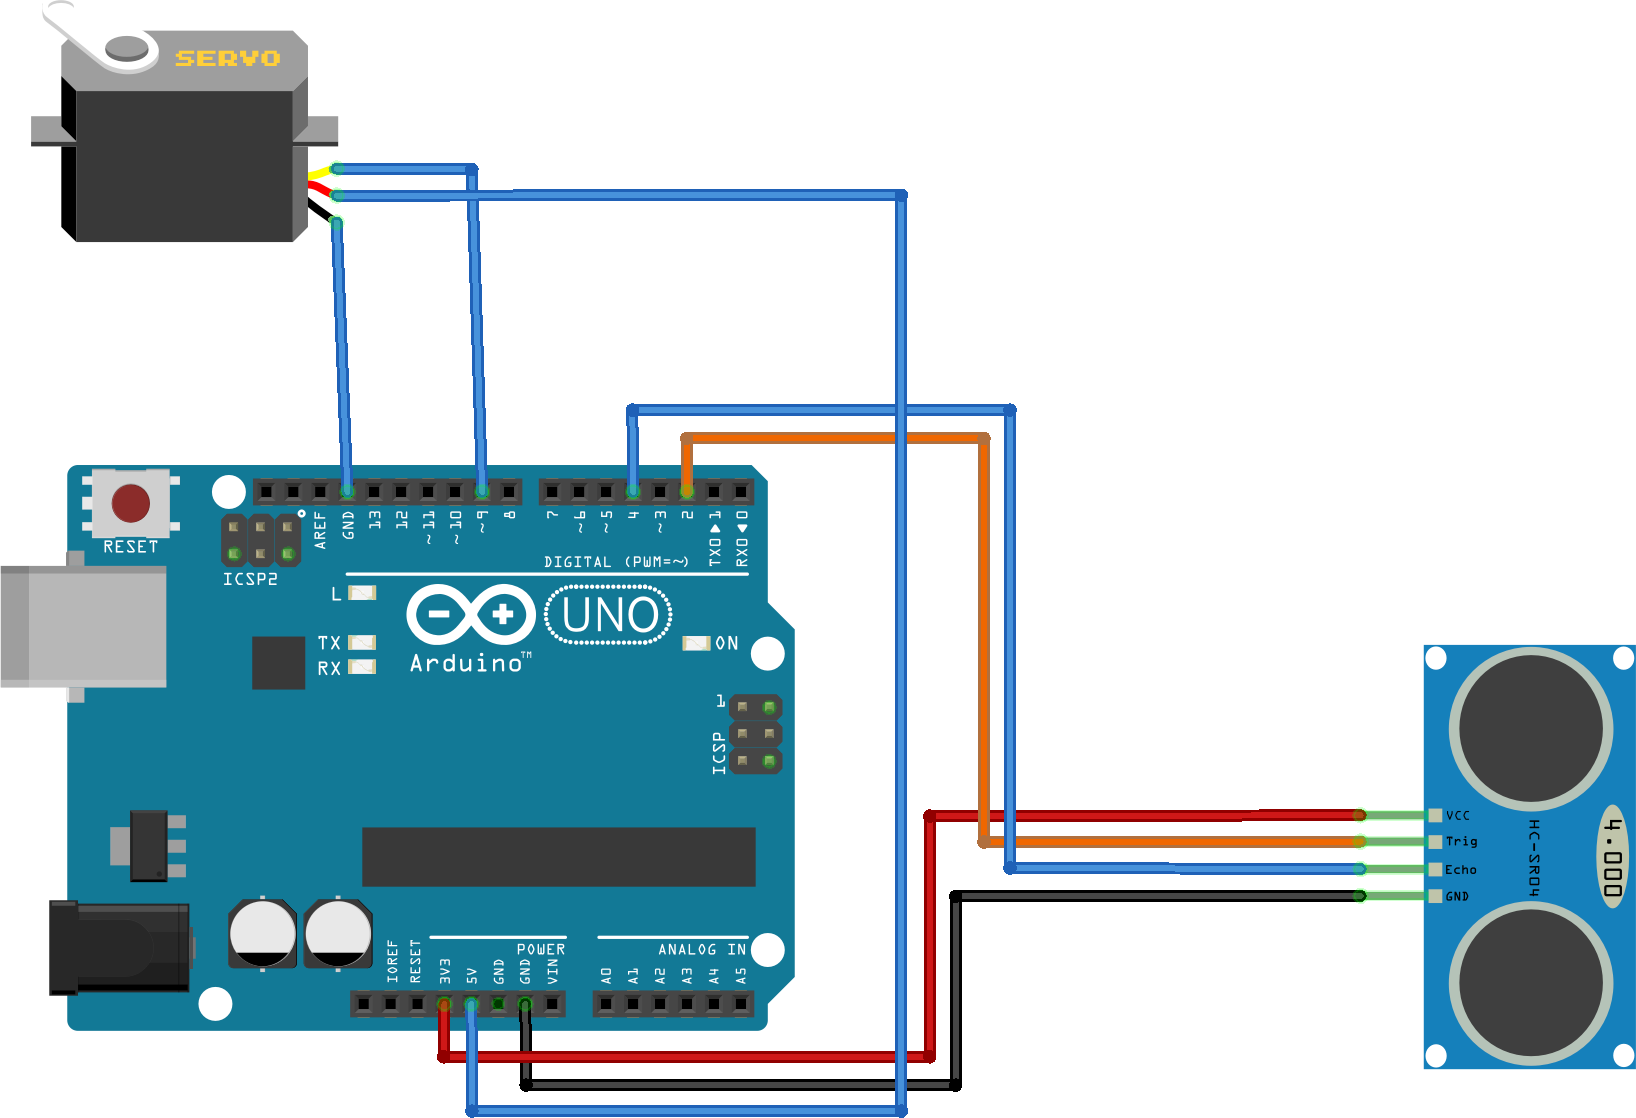 SERVO
RESET
ICSP2
AREF
GND
13
12
~11
~10
~9
8
7
~6
~5
4
~3
2
TX0▶1
RX0◀0
DIGITAL (PWM=~)
L
TX
RX
Arduino™
UNO
ON
1
ICSP
VCC
Trig
Echo
GND
HC-SR04
4.000
POWER
ANALOG IN
IOREF
RESET
3V3
5V
GND
GND
VIN
A0
A1
A2
A3
A4
A5